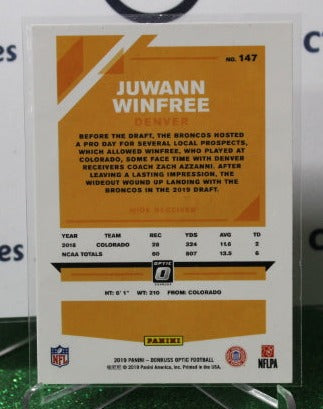 NO. 147
JUWANN
WINFREE
DENVER
BEFORE THE DRAFT, THE BRONCOS HOSTED
A PRO DAY FOR SEVERAL LOCAL PROSPECTS,
WHICH ALLOWED WINFREE, WHO PLAYED AT
COLORADO, SOME FACE TIME WITH DENVER
RECEIVERS COACH ZACH AZZANNI. AFTER
LEAVING A LASTING IMPRESSION, THE
WIDEOUT WOUND UP LANDING WITH THE
BRONCOS IN THE 2019 DRAFT.
WIDE RECEIVER
YEAR TEAM REC YDS AVG TD
2018 COLORADO 28 324 11.6 2
NCAA TOTALS 60 807 13.5 6
OPTIC
DONRUSS
HT: 6' 1" WT: 210 FROM: COLORADO
PANINI
NFL
NFLPA
2019 PANINI - DONRUSS OPTIC FOOTBALL
© 2019 Panini America, Inc. Printed in the USA.